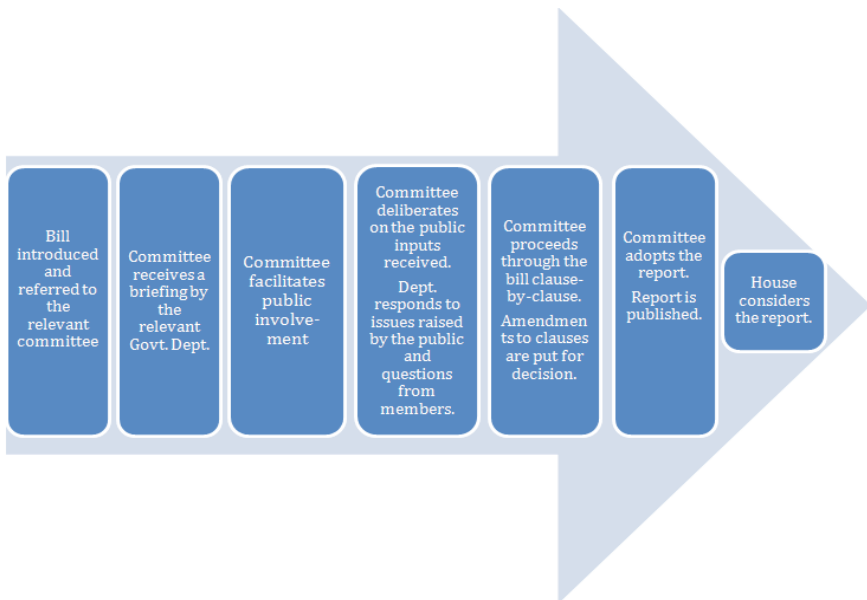 Bill
introduced
and
referred to
the
relevant
committee
Committee
receives a
briefing by
the
relevant
Govt. Dept.
Committee
facilitates
public
involve-
ment
Committee
deliberates
on the public
inputs
received.
Dept.
responds to
issues raised
by the public
and
questions
from
members.
Committee
proceeds
through the
bill clause-
by-clause.
Amendmen
ts to clauses
are put for
decision.
Committee
adopts the
report.
Report is
published.
House
considers
the report.